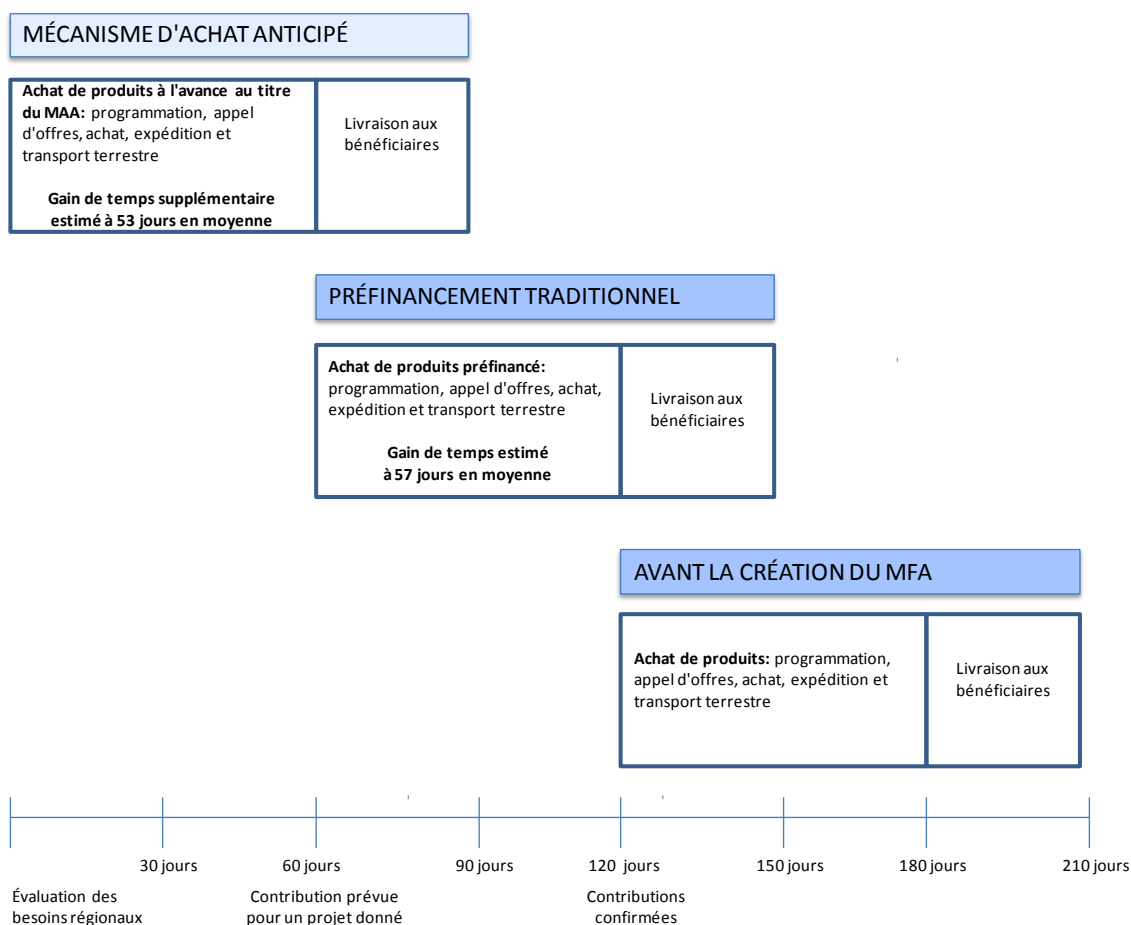 MÉCANISME D'ACHAT ANTICIPÉ
Achat de produits à l'avance au titre
du MAA: programmation, appel
d'offres, achat, expédition et
transport terrestre
Gain de temps supplémentaire
estimé à 53 jours en moyenne
Livraison aux
bénéficiaires
PRÉFINANCEMENT TRADITIONNEL
Achat de produits préfinancé:
programmation, appel d'offres, achat,
expédition et transport terrestre
Gain de temps estimé
à 57 jours en moyenne
Livraison aux
bénéficiaires
AVANT LA CRÉATION DU MFA
Achat de produits: programmation,
appel d'offres, achat, expédition et
transport terrestre
Livraison aux
bénéficiaires
30 jours
60 jours
90 jours
120 jours
150 jours
180 jours
210 jours
Évaluation des
besoins régionaux
Contribution prévue
pour un projet donné
Contributions
confirmées